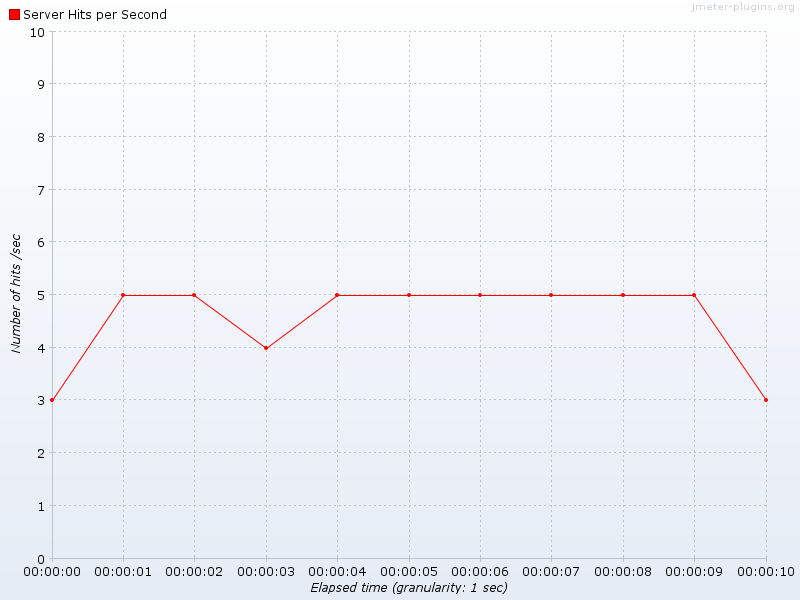 jmeter-plugins.org
Server Hits per Second
10
9
8
7
6
5
4
3
2
1
0
Number of hits /sec
00:00:00 00:00:01 00:00:02 00:00:03 00:00:04 00:00:05 00:00:06 00:00:07 00:00:08 00:00:09 00:00:10
Elapsed time (granularity: 1 sec)